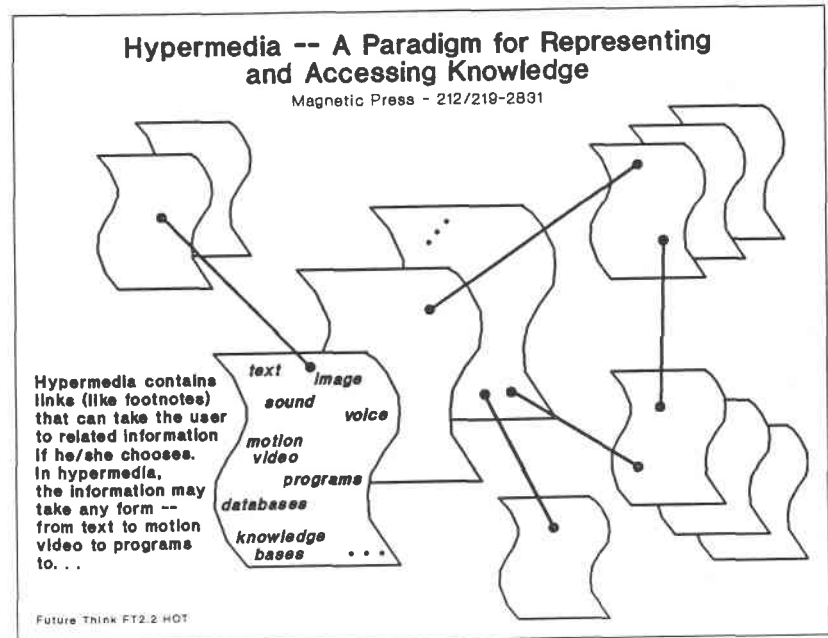 Hypermedia -- A Paradigm for Representing
and Accessing Knowledge
Magnetic Press - 212/219-2831
text
image
sound
voice
motion
video
programs
databases
knowledge
bases
. . .
Hypermedia contains
links (like footnotes)
that can take the user
to related information
if he/she chooses.
In hypermedia,
the information may
take any form --
from text to motion
video to programs
to. . .
Future Think FT2.2 HOT